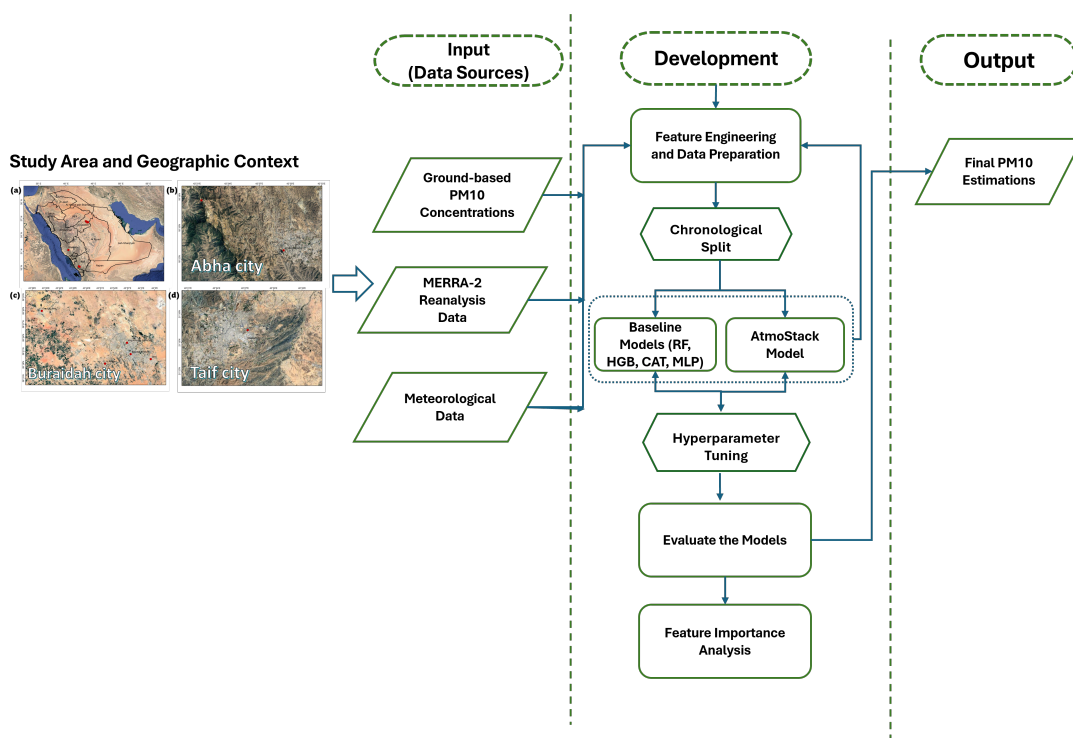 Input
(Data Sources)
Development
Output
Study Area and Geographic Context
(a)
(b)
Abha city
(c)
Buraidah city
(d)
Taif city
Ground-based
PM10
Concentrations
MERRA-2
Reanalysis
Data
Meteorological
Data
Feature Engineering
and Data Preparation
Chronological
Split
Baseline
Models (RF,
HGB, CAT, MLP)
AtmoStack
Model
Hyperparameter
Tuning
Evaluate the Models
Feature Importance
Analysis
Final PM10
Estimations